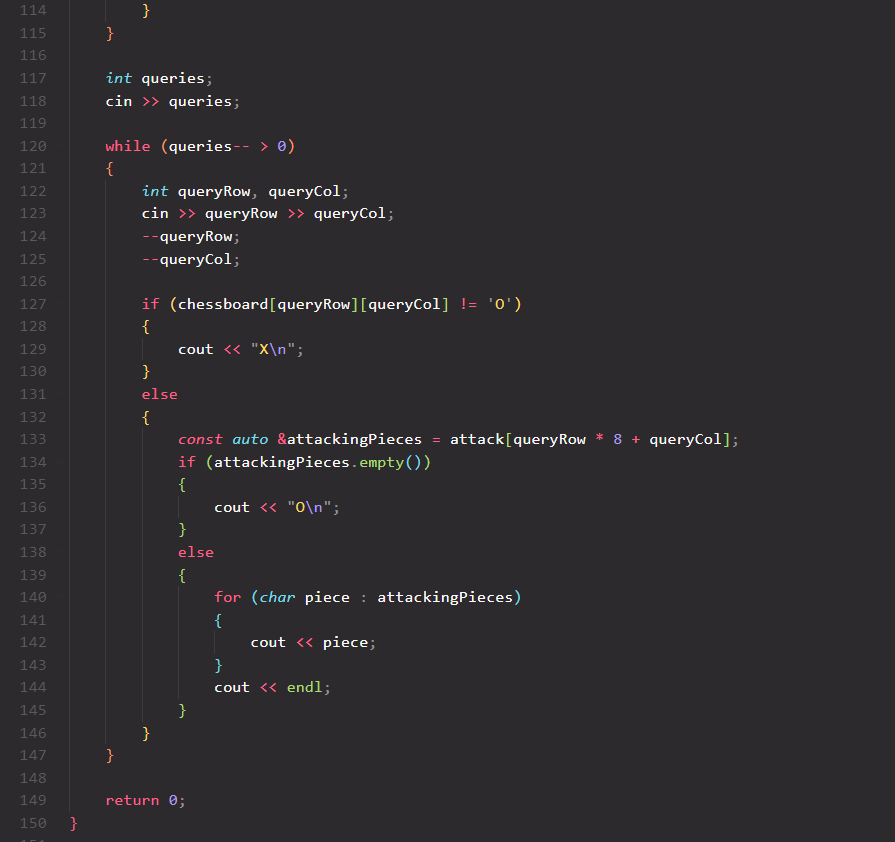 114 }
115 }
116
117 int queries;
118 cin >> queries;
119
120 while (queries-- > 0)
121 {
122 int queryRow, queryCol;
123 cin >> queryRow >> queryCol;
124 --queryRow;
125 --queryCol;
126
127 if (chessboard[queryRow][queryCol] != 'O')
128 {
129 cout << "X\n";
130 }
131 else
132 {
133 const auto &attackingPieces = attack[queryRow * 8 + queryCol];
134 if (attackingPieces.empty())
135 {
136 cout << "O\n";
137 }
138 else
139 {
140 for (char piece : attackingPieces)
141 {
142 cout << piece;
143 }
144 cout << endl;
145 }
146 }
147 }
148
149 return 0;
150 }